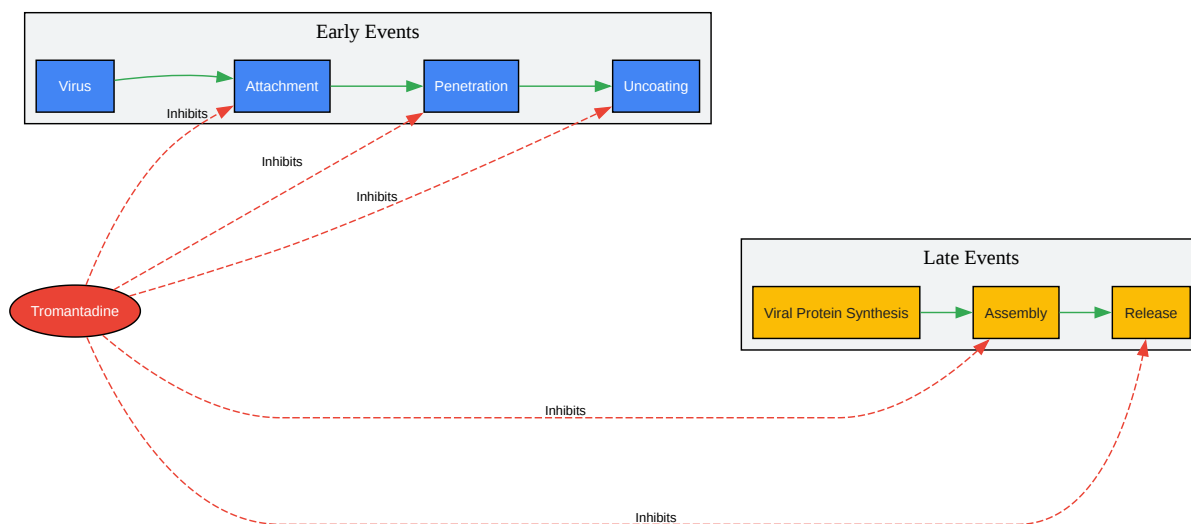 Early Events
Virus
Attachment
Penetration
Uncoating
Inhibits
Inhibits
Inhibits
Late Events
Viral Protein Synthesis
Assembly
Release
Tromantadine
Inhibits
Inhibits